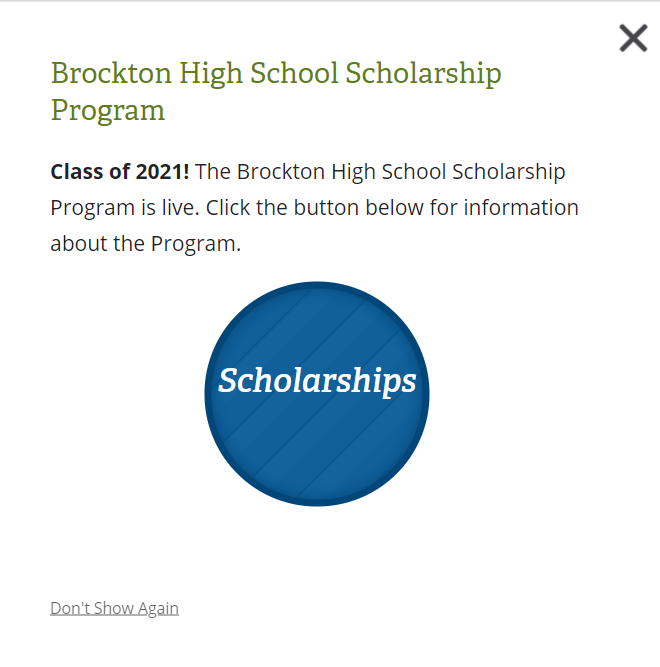 Brockton High School Scholarship
Program
Class of 2021! The Brockton High School Scholarship
Program is live. Click the button below for information
about the Program.
Scholarships
Don't Show Again